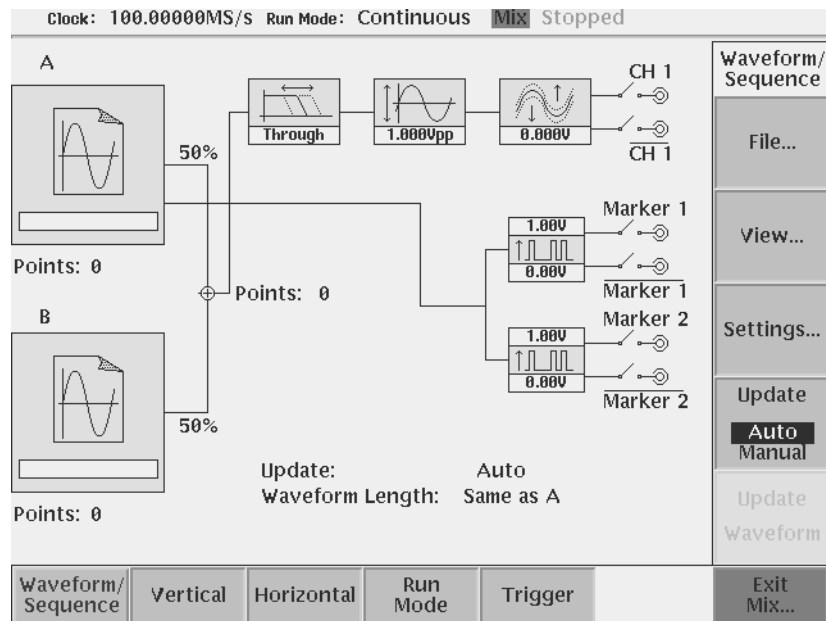 Clock: 100.00000MS/s Run Mode: Continuous Mix Stopped
A
50%
Points: 0
B
50%
Points: 0
Points: 0
Through
1.000Vpp
0.000V
CH 1
CH 1
Marker 1
1.00V
0.00V
Marker 1
Marker 2
1.00V
0.00V
Marker 2
Update: Auto
Waveform Length: Same as A
Waveform/
Sequence
File...
View...
Settings...
Update
Auto
Manual
Update
Waveform
Waveform/
Sequence
Vertical
Horizontal
Run
Mode
Trigger
Exit
Mix...